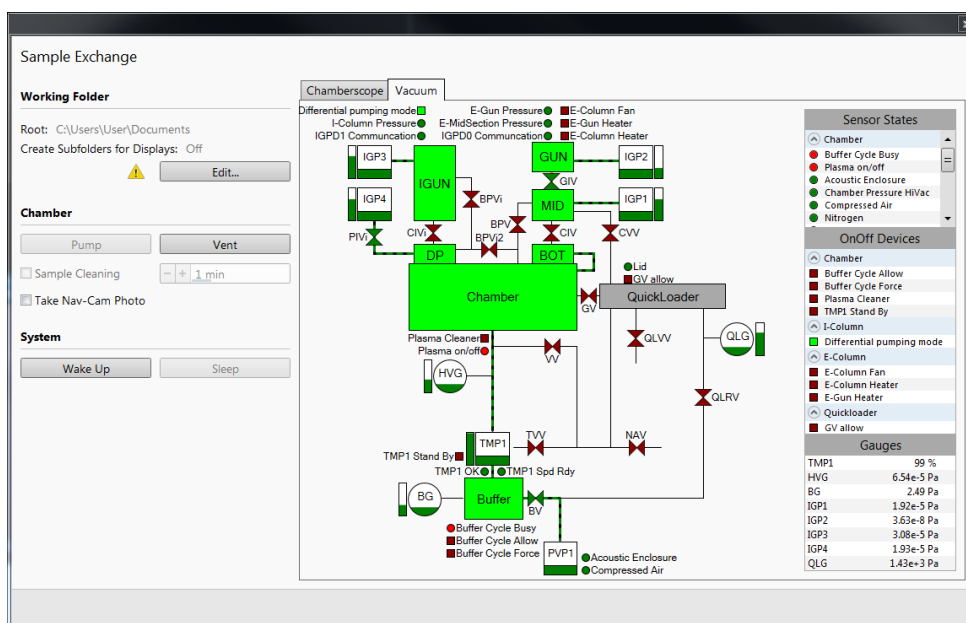 Sample Exchange
Working Folder
Root: C:\Users\User\Documents
Create Subfolders for Displays: Off
Edit...
Chamber
Pump
Vent
Sample Cleaning
- + 1 min
Take Nav-Cam Photo
System
Wake Up
Sleep
Chamberscope
Vacuum
Differential pumping mode
I-Column Pressure
IGPD1 Communcation
E-Gun Pressure
E-MidSection Pressure
IGPD0 Communcation
E-Column Fan
E-Gun Heater
E-Column Heater
IGP3
IGUN
GUN
IGP2
GIV
IGP4
BPVi
MID
IGP1
BPV
PIVi
CIVi
BPVi2
CIV
CVV
DP
BOT
Lid
GV allow
Chamber
QuickLoader
GV
Plasma Cleaner
Plasma on/off
VV
QLVV
QLG
HVG
QLRV
TVV
NAV
TMP1
TMP1 Stand By
TMP1 OK
TMP1 Spd Rdy
BG
Buffer
BV
Buffer Cycle Busy
Buffer Cycle Allow
Buffer Cycle Force
PVP1
Acoustic Enclosure
Compressed Air
Sensor States
Chamber
Buffer Cycle Busy
Plasma on/off
Acoustic Enclosure
Chamber Pressure HiVac
Compressed Air
Nitrogen
OnOff Devices
Chamber
Buffer Cycle Allow
Buffer Cycle Force
Plasma Cleaner
TMP1 Stand By
I-Column
Differential pumping mode
E-Column
E-Column Fan
E-Column Heater
E-Gun Heater
Quickloader
GV allow
Gauges
TMP1 99 %
HVG 6.54e-5 Pa
BG 2.49 Pa
IGP1 1.92e-5 Pa
IGP2 3.63e-8 Pa
IGP3 3.08e-5 Pa
IGP4 1.93e-5 Pa
QLG 1.43e+3 Pa